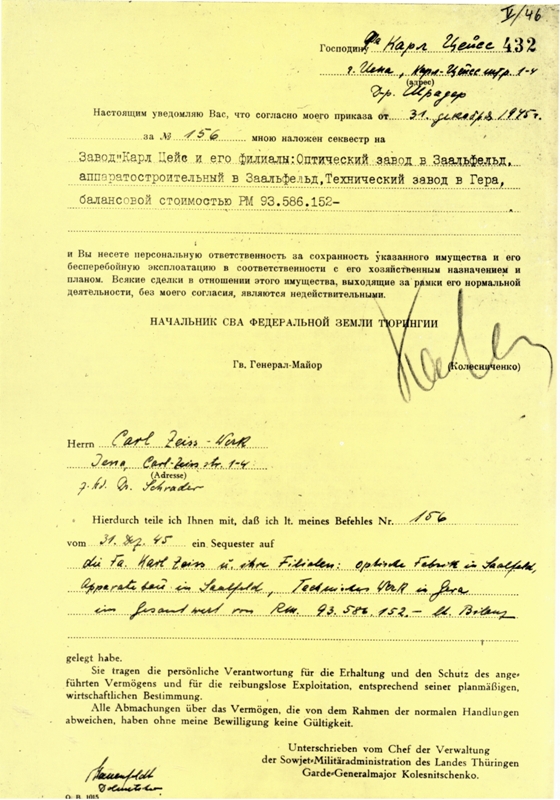 V/46
Господину Фа Карл Цейсс 432
г. Иена, Карл-Цейсштр. 1-4
(адрес)
Д-р. Шрадер
Настоящим уведомляю Вас, что согласно моего приказа от 31. декабря 1945 г.
за № 156 мною наложен секвестр на
Завод "Карл Цейс и его филиалы: Оптический завод в Заальфельд,
аппаратостроительный в Заальфельд, Технический завод в Гера,
балансовой стоимостью РМ 93.586.152-
и Вы несете персональную ответственность за сохранность указанного имущества и его
бесперебойную эксплоатацию в соответственности с его хозяйственным назначением и
планом. Всякие сделки в отношении этого имущества, выходящие за рамки его нормальной
деятельности, без моего согласия, являются недействительными.
НАЧАЛЬНИК СВА ФЕДЕРАЛЬНОЙ ЗЕМЛИ ТЮРИНГИИ
Гв. Генерал-Майор (Колесниченко)
Herrn Carl Zeiss-Werk
Jena, Carl-Zeiss str. 1-4
(Adresse)
z. Hd. Dr. Schrader
Hierdurch teile ich Ihnen mit, daß ich lt. meines Befehles Nr. 156
vom 31. Dez. 45 ein Sequester auf
die Fa. Karl Zeiss u. ihre Filialen: optische Fabrik in Saalfeld,
Apparatebau in Saalfeld, Technisches Werk in Gera
im Gesamtwert von Rm. 93.586.152.- lt. Bilanz
gelegt habe.
Sie tragen die persönliche Verantwortung für die Erhaltung und den Schutz des ange-
führten Vermögens und für die reibungslose Exploitation, entsprechend seiner planmäßigen,
wirtschaftlichen Bestimmung.
Alle Abmachungen über das Vermögen, die von dem Rahmen der normalen Handlungen
abweichen, haben ohne meine Bewilligung keine Gültigkeit.
Unterschrieben vom Chef der Verwaltung
der Sowjet-Militäradministration des Landes Thüringen
Garde-Generalmajor Kolesnitschenko.
Dolmetscher